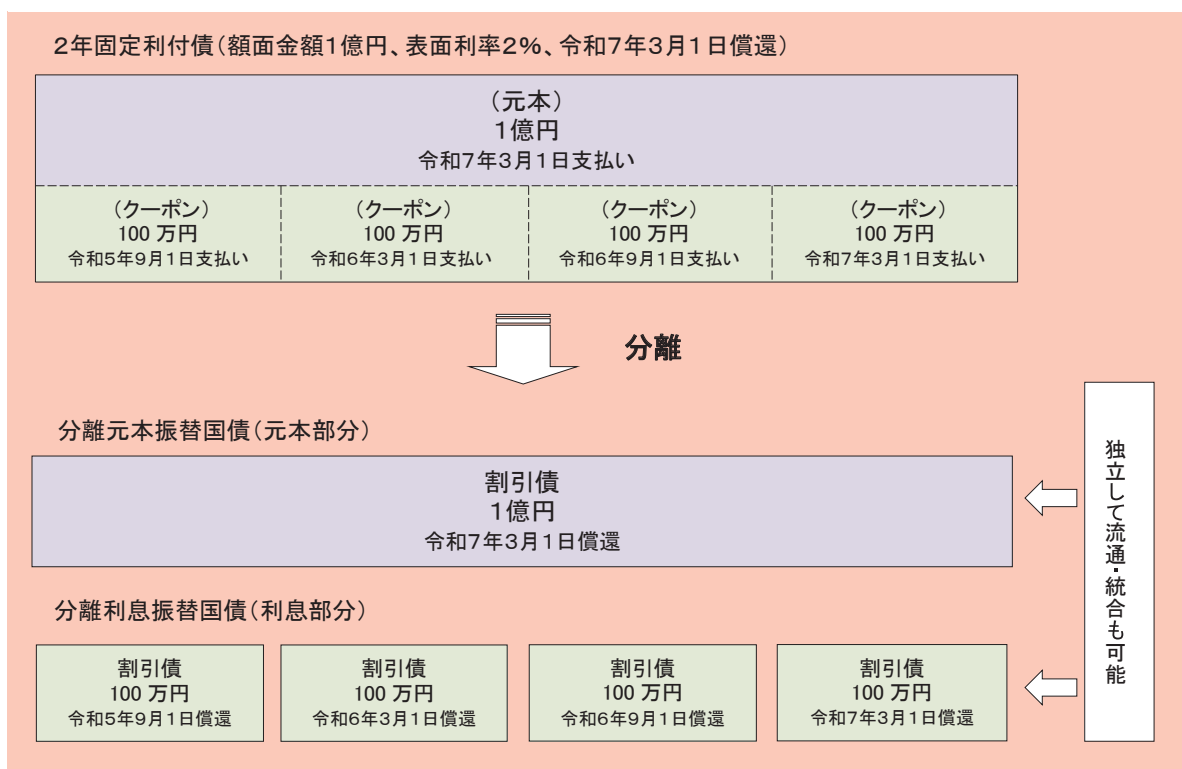 2年固定利付債(額面金額1億円、表面利率2%、令和7年3月1日償還)
(元本)
1億円
令和7年3月1日支払い
(クーポン)
100 万円
令和5年9月1日支払い
(クーポン)
100 万円
令和6年3月1日支払い
(クーポン)
100 万円
令和6年9月1日支払い
(クーポン)
100 万円
令和7年3月1日支払い
分離
分離元本振替国債(元本部分)
割引債
1億円
令和7年3月1日償還
独立して流通・統合も可能
分離利息振替国債(利息部分)
割引債
100 万円
令和5年9月1日償還
割引債
100 万円
令和6年3月1日償還
割引債
100 万円
令和6年9月1日償還
割引債
100 万円
令和7年3月1日償還